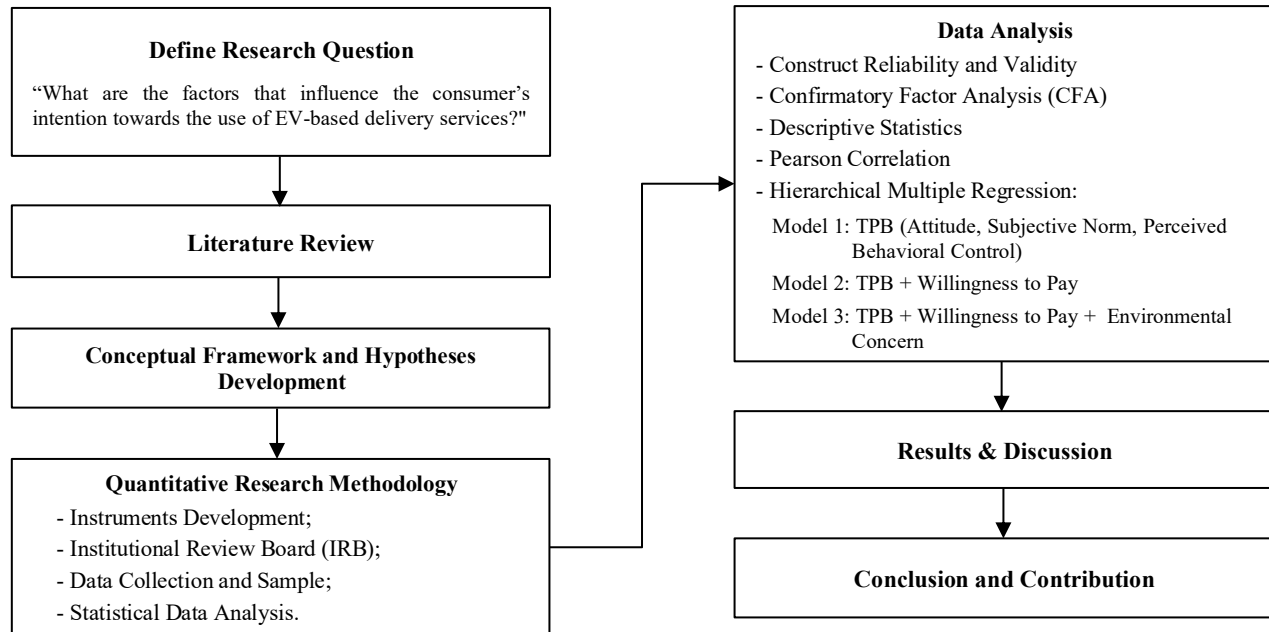 Define Research Question
“What are the factors that influence the consumer’s
intention towards the use of EV-based delivery services?"
Literature Review
Conceptual Framework and Hypotheses
Development
Quantitative Research Methodology
- Instruments Development;
- Institutional Review Board (IRB);
- Data Collection and Sample;
- Statistical Data Analysis.
Data Analysis
- Construct Reliability and Validity
- Confirmatory Factor Analysis (CFA)
- Descriptive Statistics
- Pearson Correlation
- Hierarchical Multiple Regression:
Model 1: TPB (Attitude, Subjective Norm, Perceived
Behavioral Control)
Model 2: TPB + Willingness to Pay
Model 3: TPB + Willingness to Pay + Environmental
Concern
Results & Discussion
Conclusion and Contribution